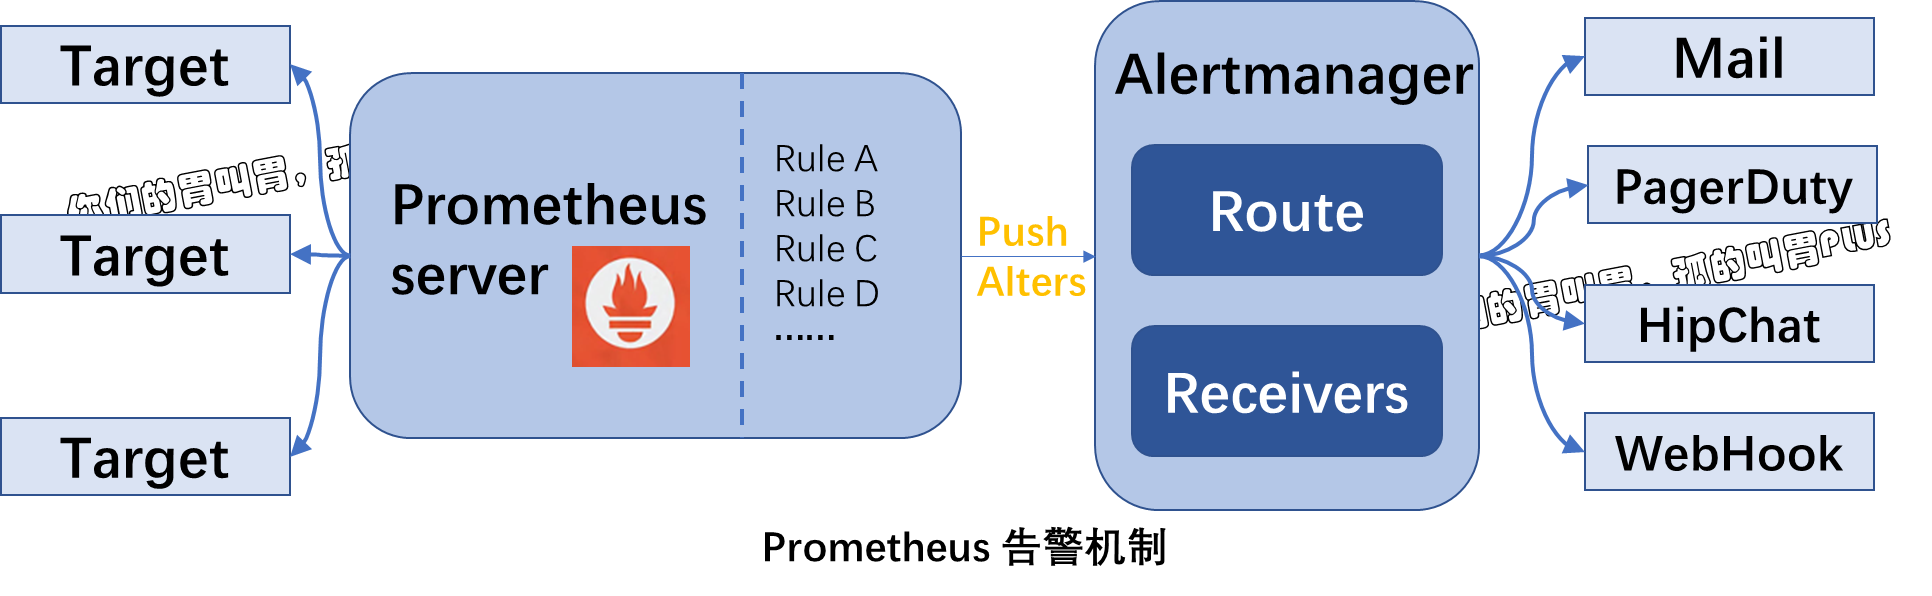 Target
Target
Target
你们的胃叫胃，孤
Prometheus
server
Rule A
Rule B
Rule C
Rule D
......
Push
Alters
Alertmanager
Route
Receivers
Mail
PagerDuty
HipChat
WebHook
的胃叫胃，孤的叫胃PLUS
Prometheus 告警机制